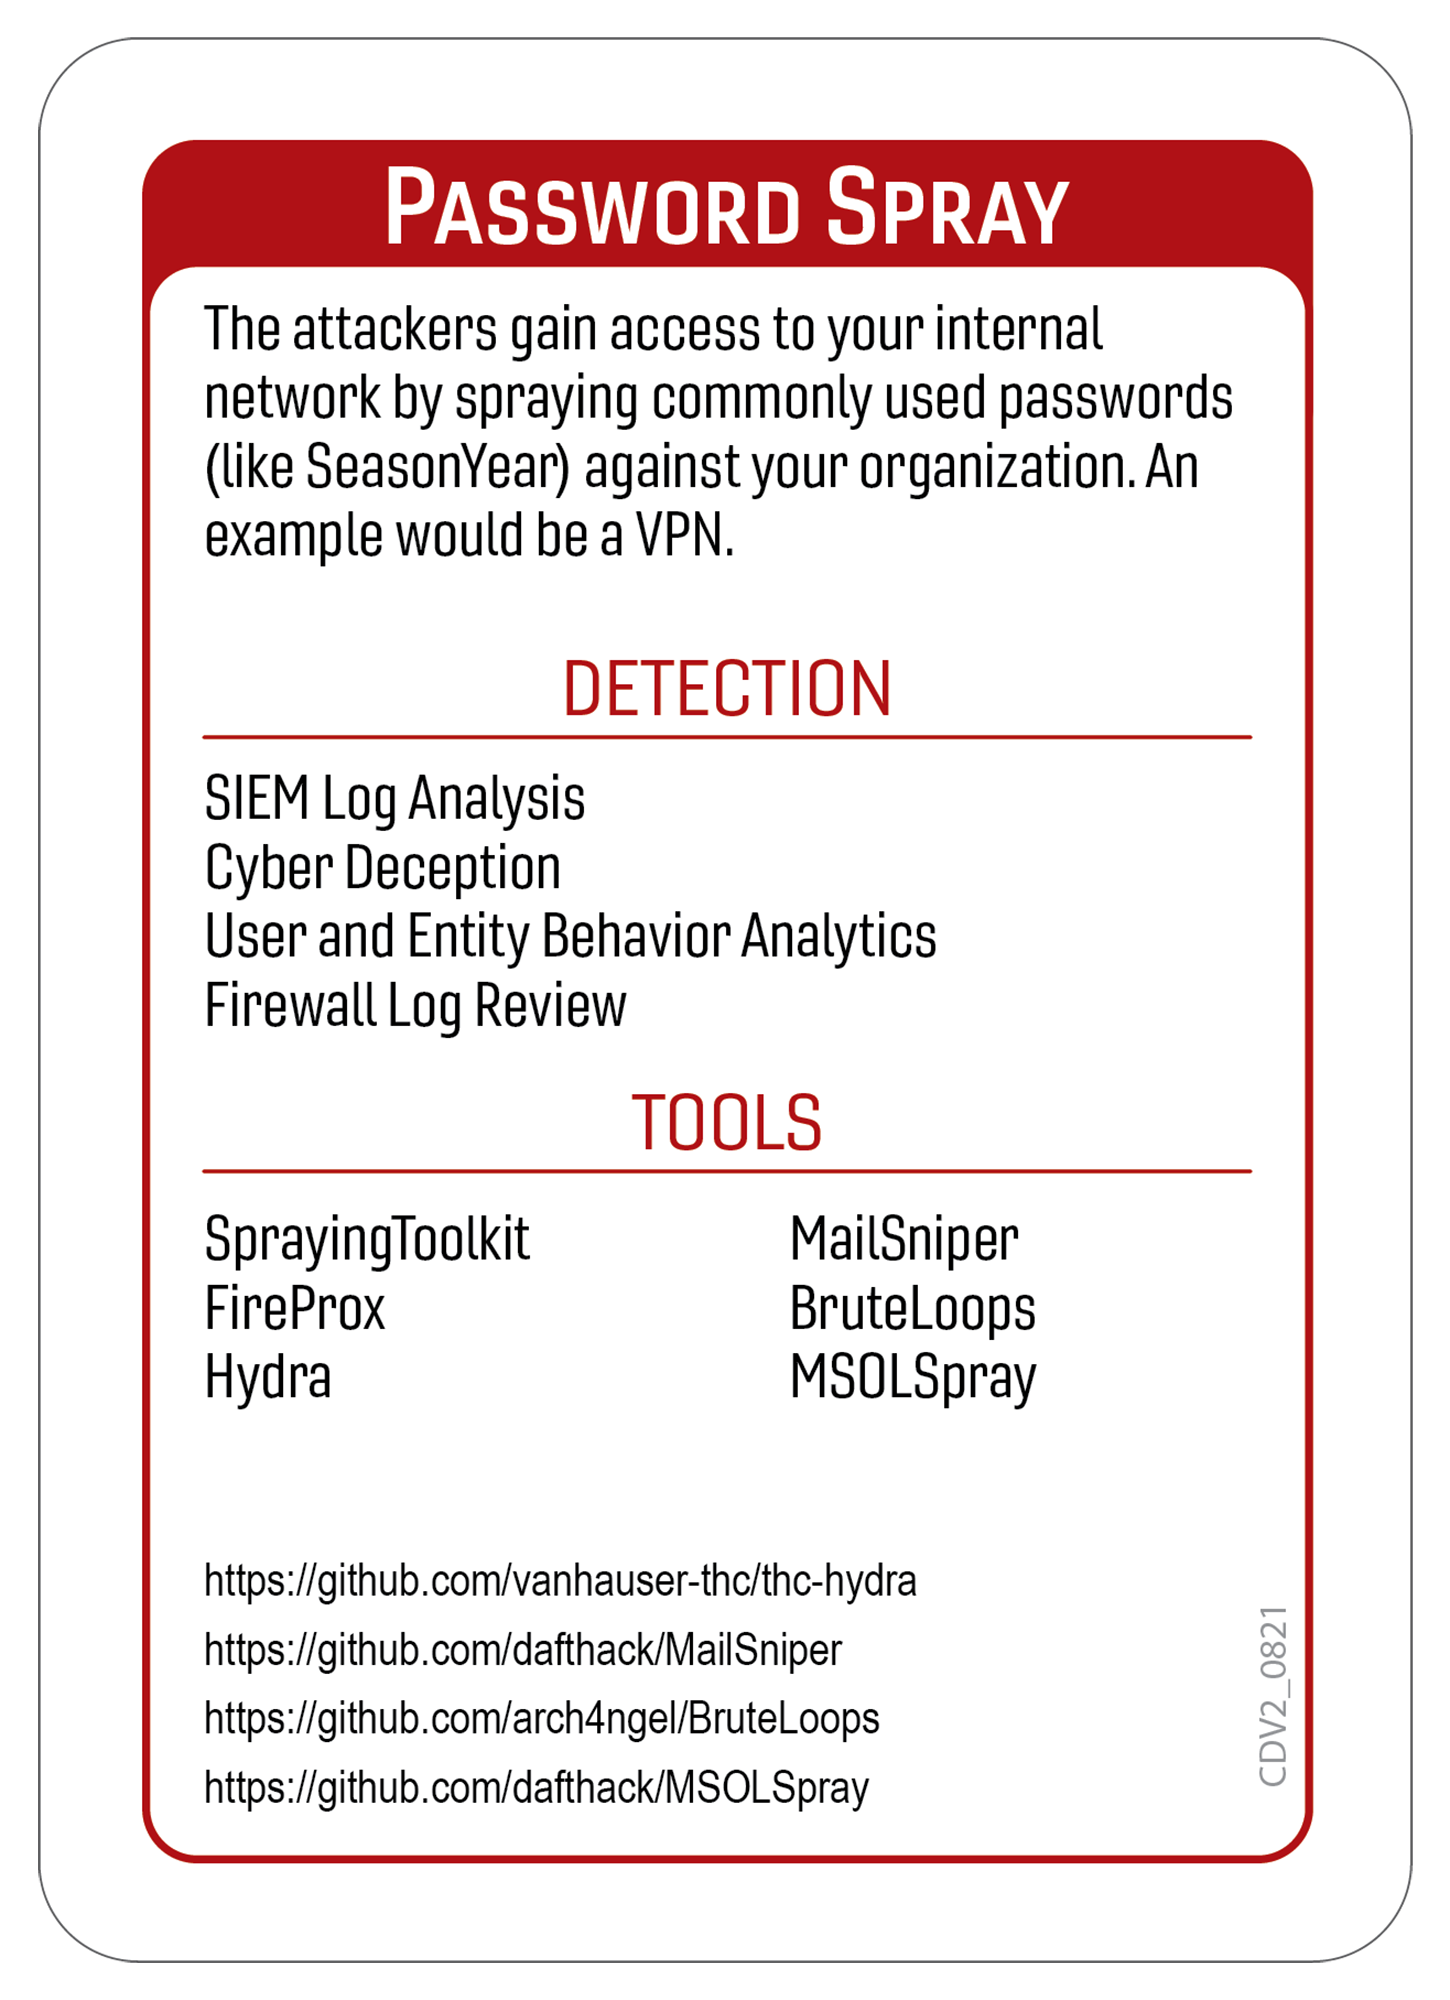 PASSWORD SPRAY
The attackers gain access to your internal
network by spraying commonly used passwords
(like SeasonYear) against your organization. An
example would be a VPN.
DETECTION
SIEM Log Analysis
Cyber Deception
User and Entity Behavior Analytics
Firewall Log Review
TOOLS
SprayingToolkit
FireProx
Hydra
MailSniper
BruteLoops
MSOLSpray
https://github.com/vanhauser-thc/thc-hydra
https://github.com/dafthack/MailSniper
https://github.com/arch4ngel/BruteLoops
https://github.com/dafthack/MSOLSpray
CDV2_0821